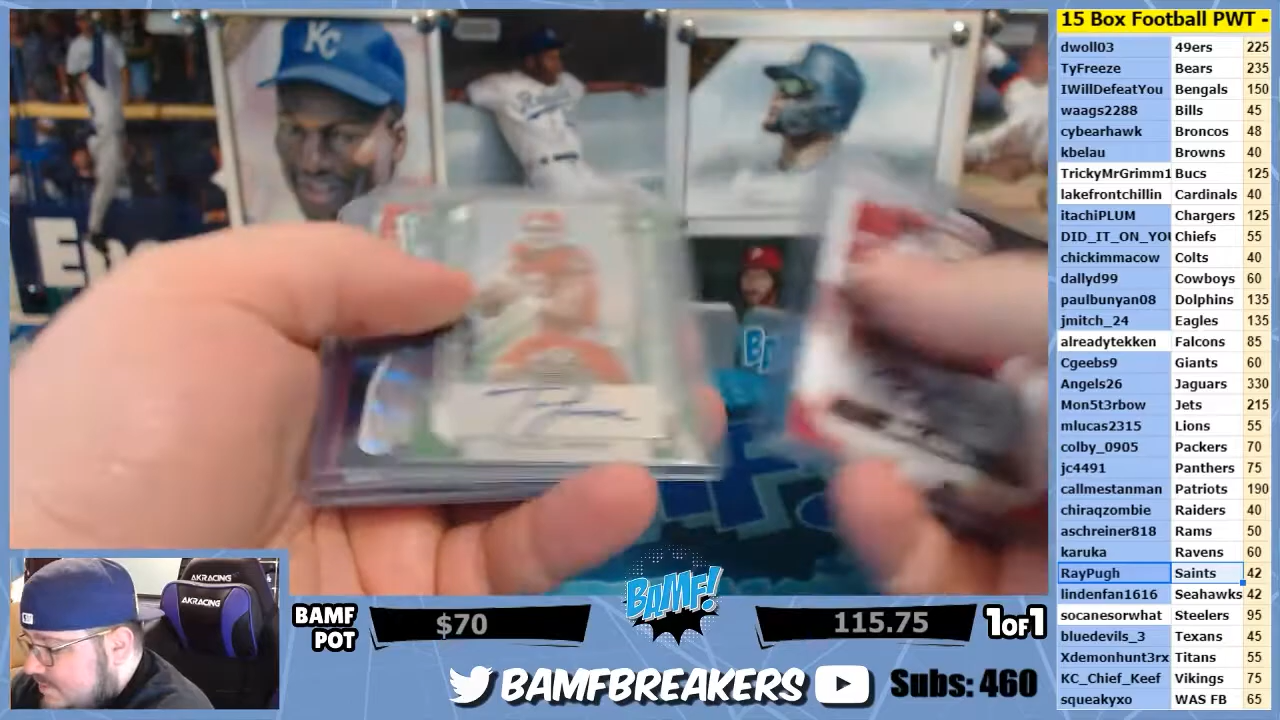 15 Box Football PWT -
dwoll03 49ers 225
TyFreeze Bears 235
IWillDefeatYou Bengals 150
waags2288 Bills 45
cybearhawk Broncos 48
kbelau Browns 40
TrickyMrGrimm1 Bucs 125
lakefrontchillin Cardinals 40
itachiPLUM Chargers 125
DID_IT_ON_YOU Chiefs 55
chickimmacow Colts 40
dallyd99 Cowboys 60
paulbunyan08 Dolphins 135
jmitch_24 Eagles 135
alreadytekken Falcons 85
Cgeebs9 Giants 60
Angels26 Jaguars 330
Mon5t3rbow Jets 215
mlucas2315 Lions 55
colby_0905 Packers 70
jc4491 Panthers 75
callmestanman Patriots 190
chiraqzombie Raiders 40
aschreiner818 Rams 50
karuka Ravens 60
RayPugh Saints 42
lindenfan1616 Seahawks 42
socanesorwhat Steelers 95
bluedevils_3 Texans 45
Xdemonhunt3rx Titans 55
KC_Chief_Keef Vikings 75
squeakyxo WAS FB 65
KC
AKRACING
AKRACING
BAMF POT
$70
BAMF!
115.75
1OF1
BAMFBREAKERS
Subs: 460